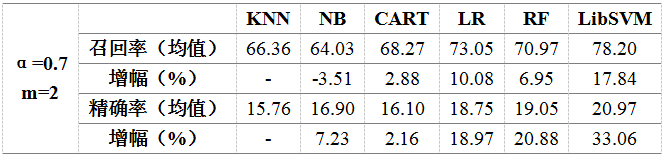 KNN NB CART LR RF LibSVM
α=0.7
m=2
召回率（均值） 66.36 64.03 68.27 73.05 70.97 78.20
增幅（%） - -3.51 2.88 10.08 6.95 17.84
精确率（均值） 15.76 16.90 16.10 18.75 19.05 20.97
增幅（%） - 7.23 2.16 18.97 20.88 33.06